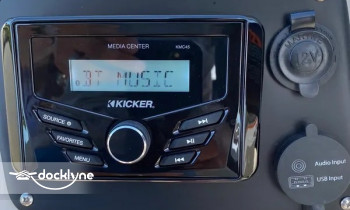 MEDIA CENTER KMC45
BT MUSIC
KICKER
SOURCE
FAVORITES
MENU
12V
Audio Input
USB Input
docklyne